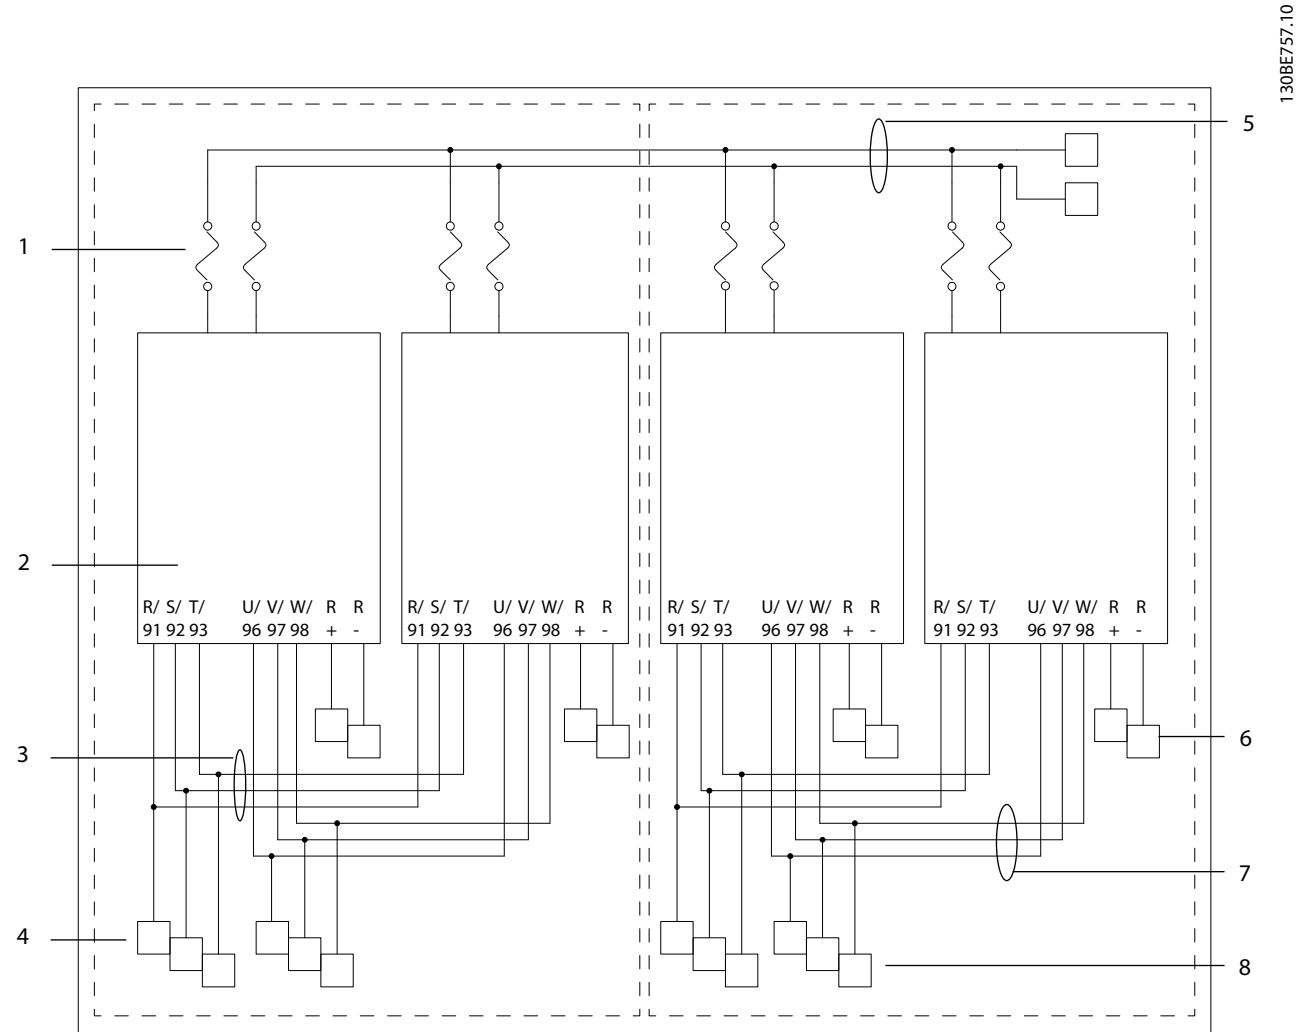 130BE757.10
5
1
2
R/ S/ T/ U/ V/ W/ R R R/ S/ T/ U/ V/ W/ R R R/ S/ T/ U/ V/ W/ R R R/ S/ T/ U/ V/ W/ R R
91 92 93 96 97 98 + - 91 92 93 96 97 98 + - 91 92 93 96 97 98 + - 91 92 93 96 97 98 + -
3
6
7
4
8